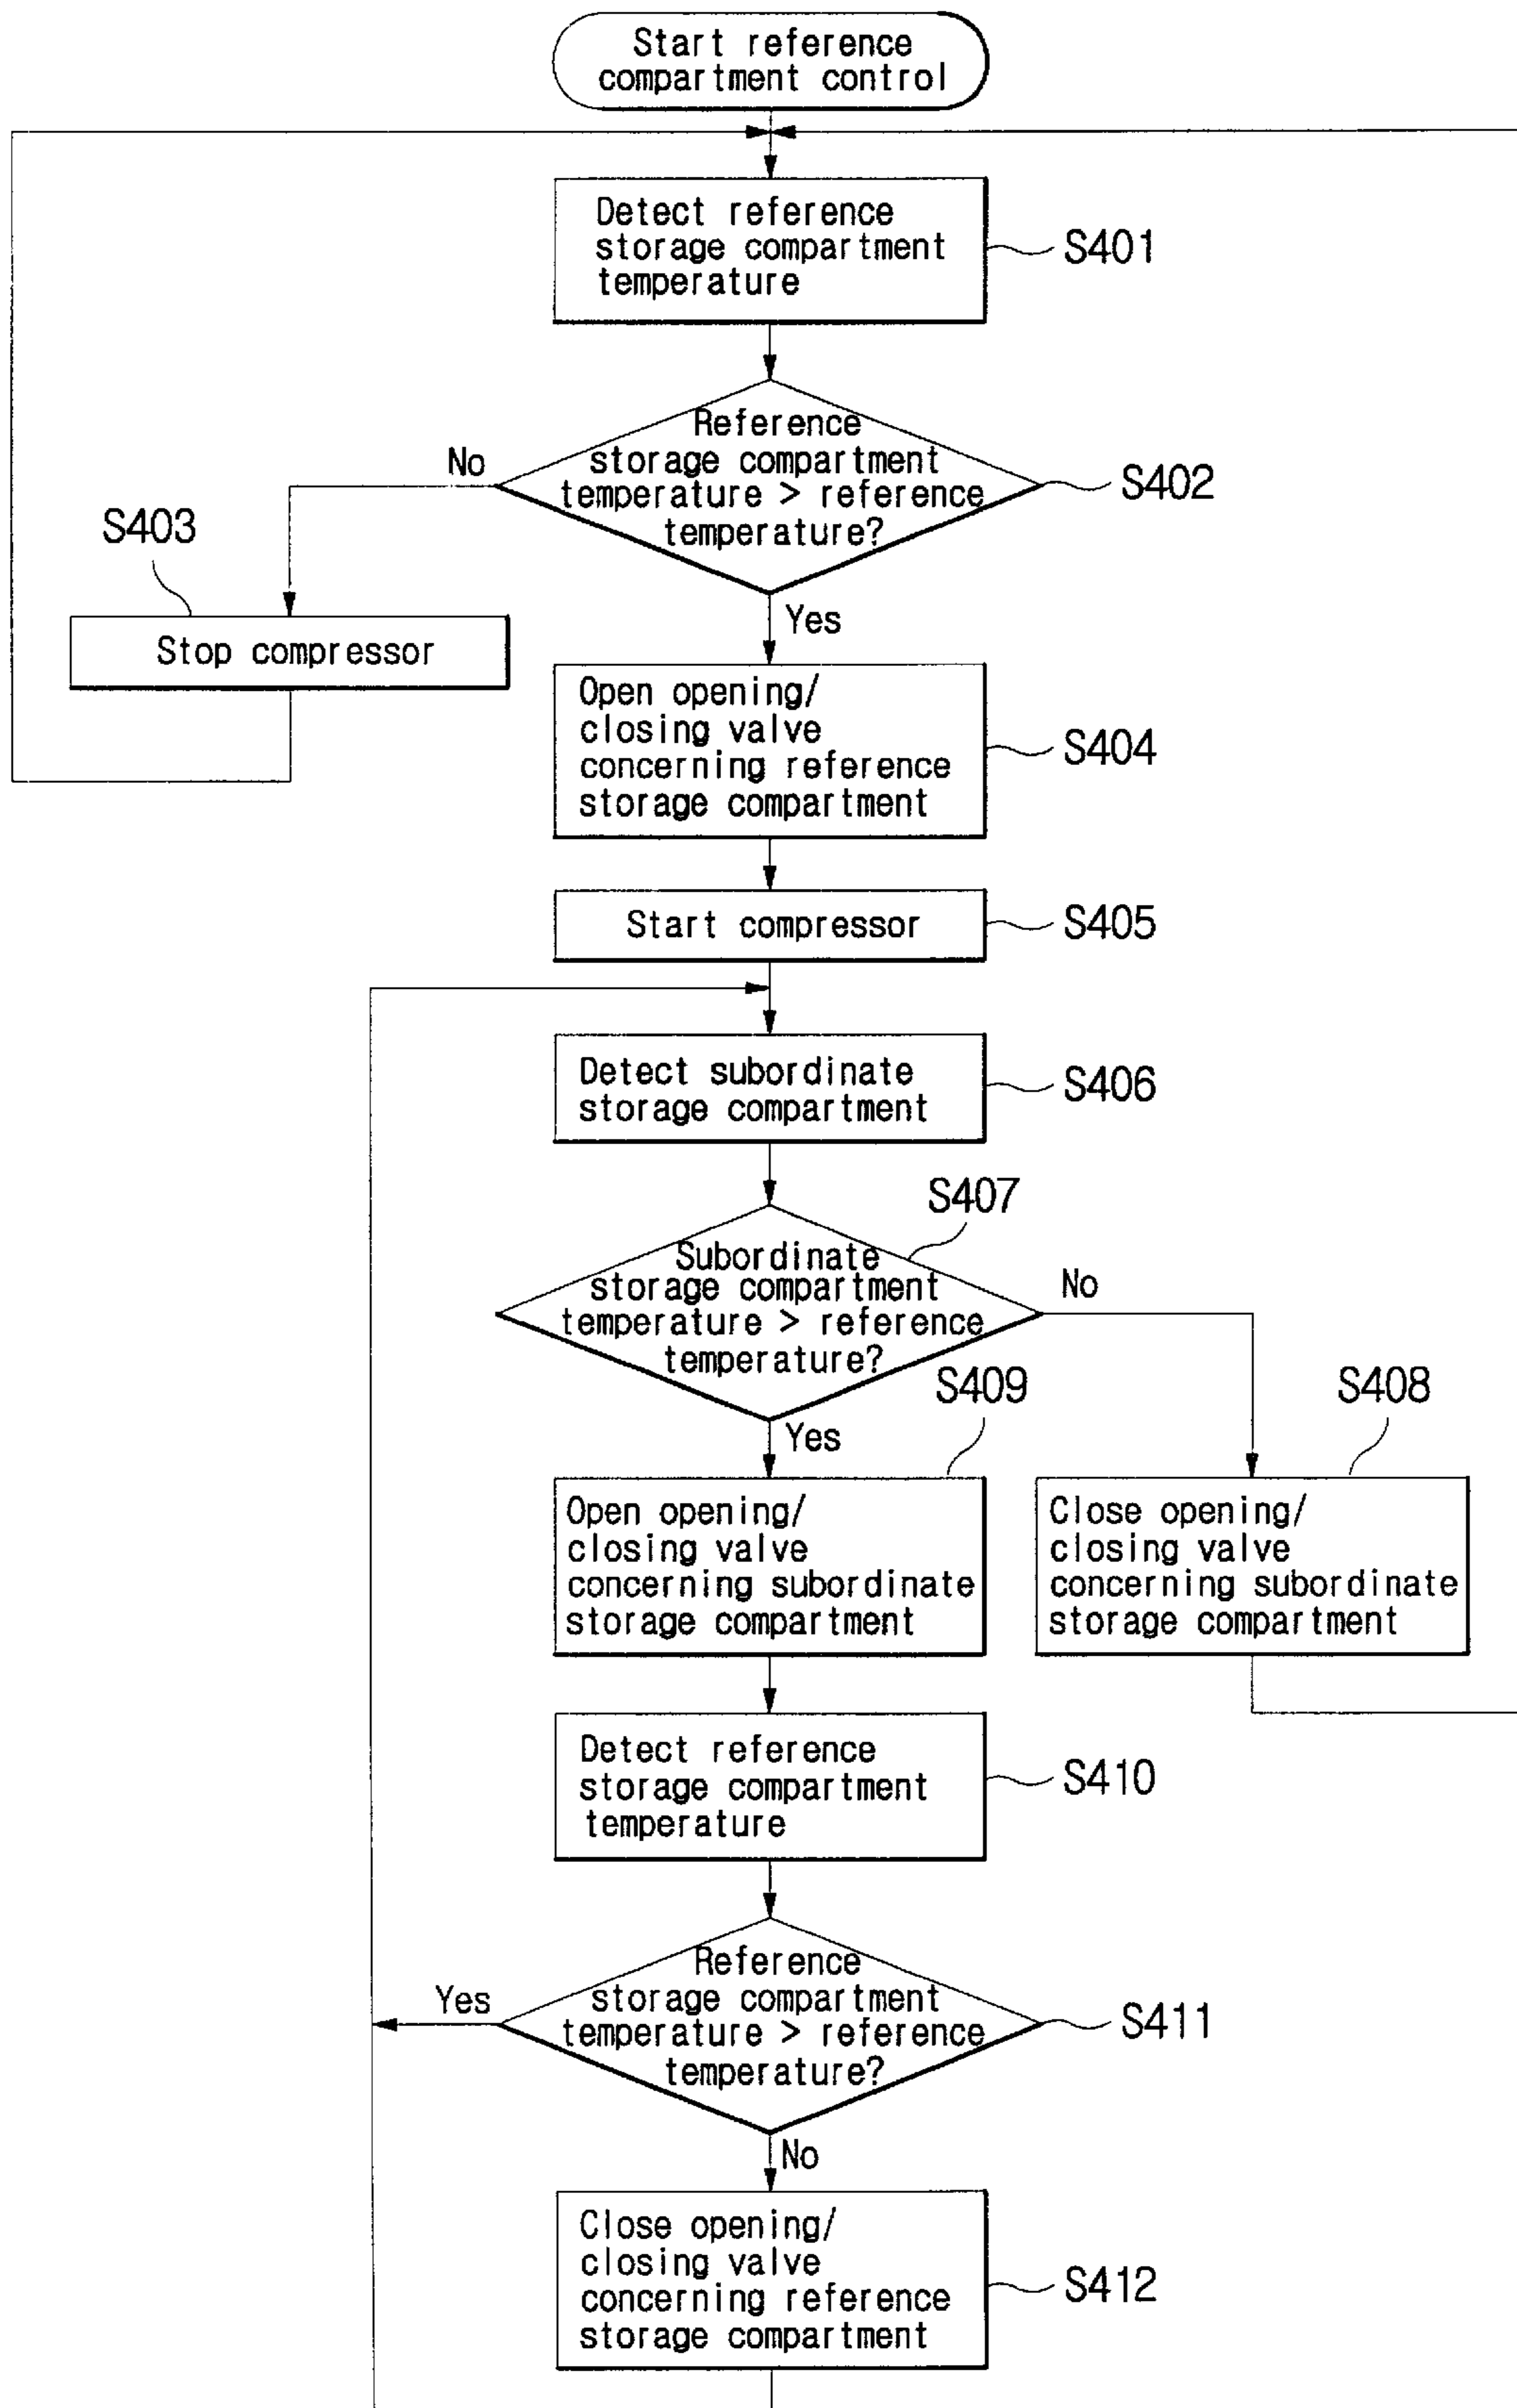 Start reference
compartment control
Detect reference
storage compartment
temperature
S401
Reference
storage compartment
temperature > reference
temperature?
S402
No
S403
Stop compressor
Yes
Open opening/
closing valve
concerning reference
storage compartment
S404
Start compressor
S405
Detect subordinate
storage compartment
S406
S407
Subordinate
storage compartment
temperature > reference
temperature?
No
S409
S408
Yes
Open opening/
closing valve
concerning subordinate
storage compartment
Close opening/
closing valve
concerning subordinate
storage compartment
Detect reference
storage compartment
temperature
S410
Reference
storage compartment
temperature > reference
temperature?
Yes
S411
No
Close opening/
closing valve
concerning reference
storage compartment
S412